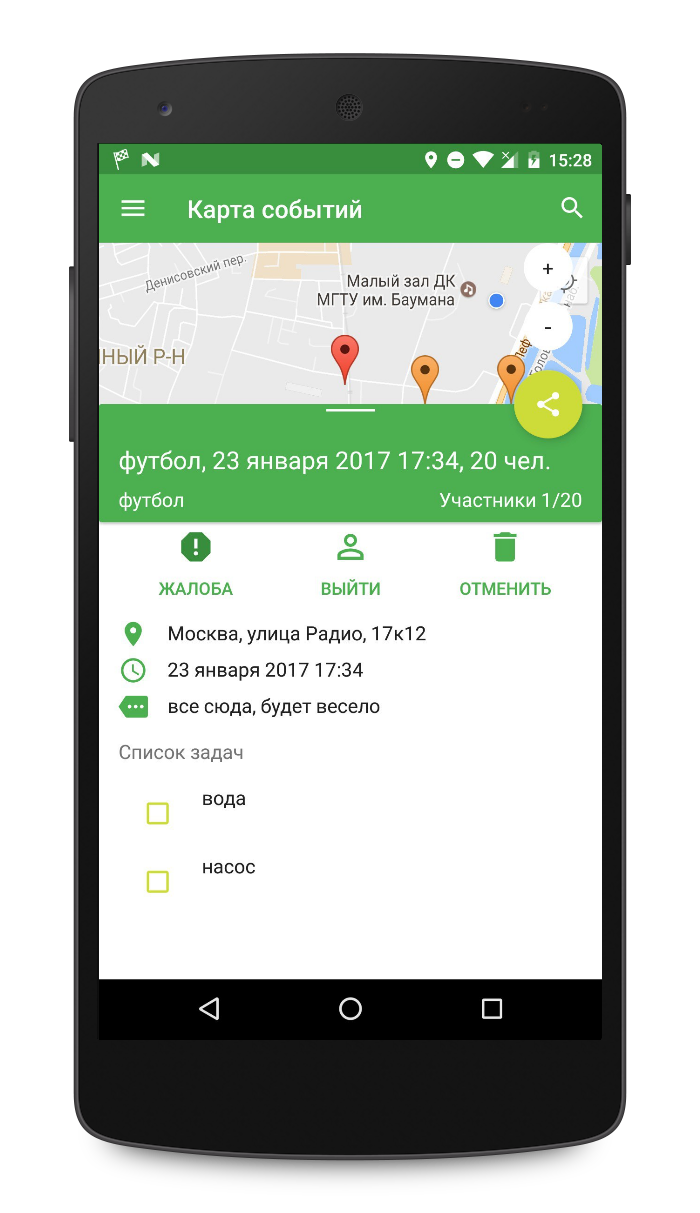 15:28
Карта событий
Денисовский пер.
Малый зал ДК
МГТУ им. Баумана
НЫЙ Р-Н
+
-
футбол, 23 января 2017 17:34, 20 чел.
футбол Участники 1/20
ЖАЛОБА ВЫЙТИ ОТМЕНИТЬ
Москва, улица Радио, 17к12
23 января 2017 17:34
все сюда, будет весело
Список задач
вода
насос